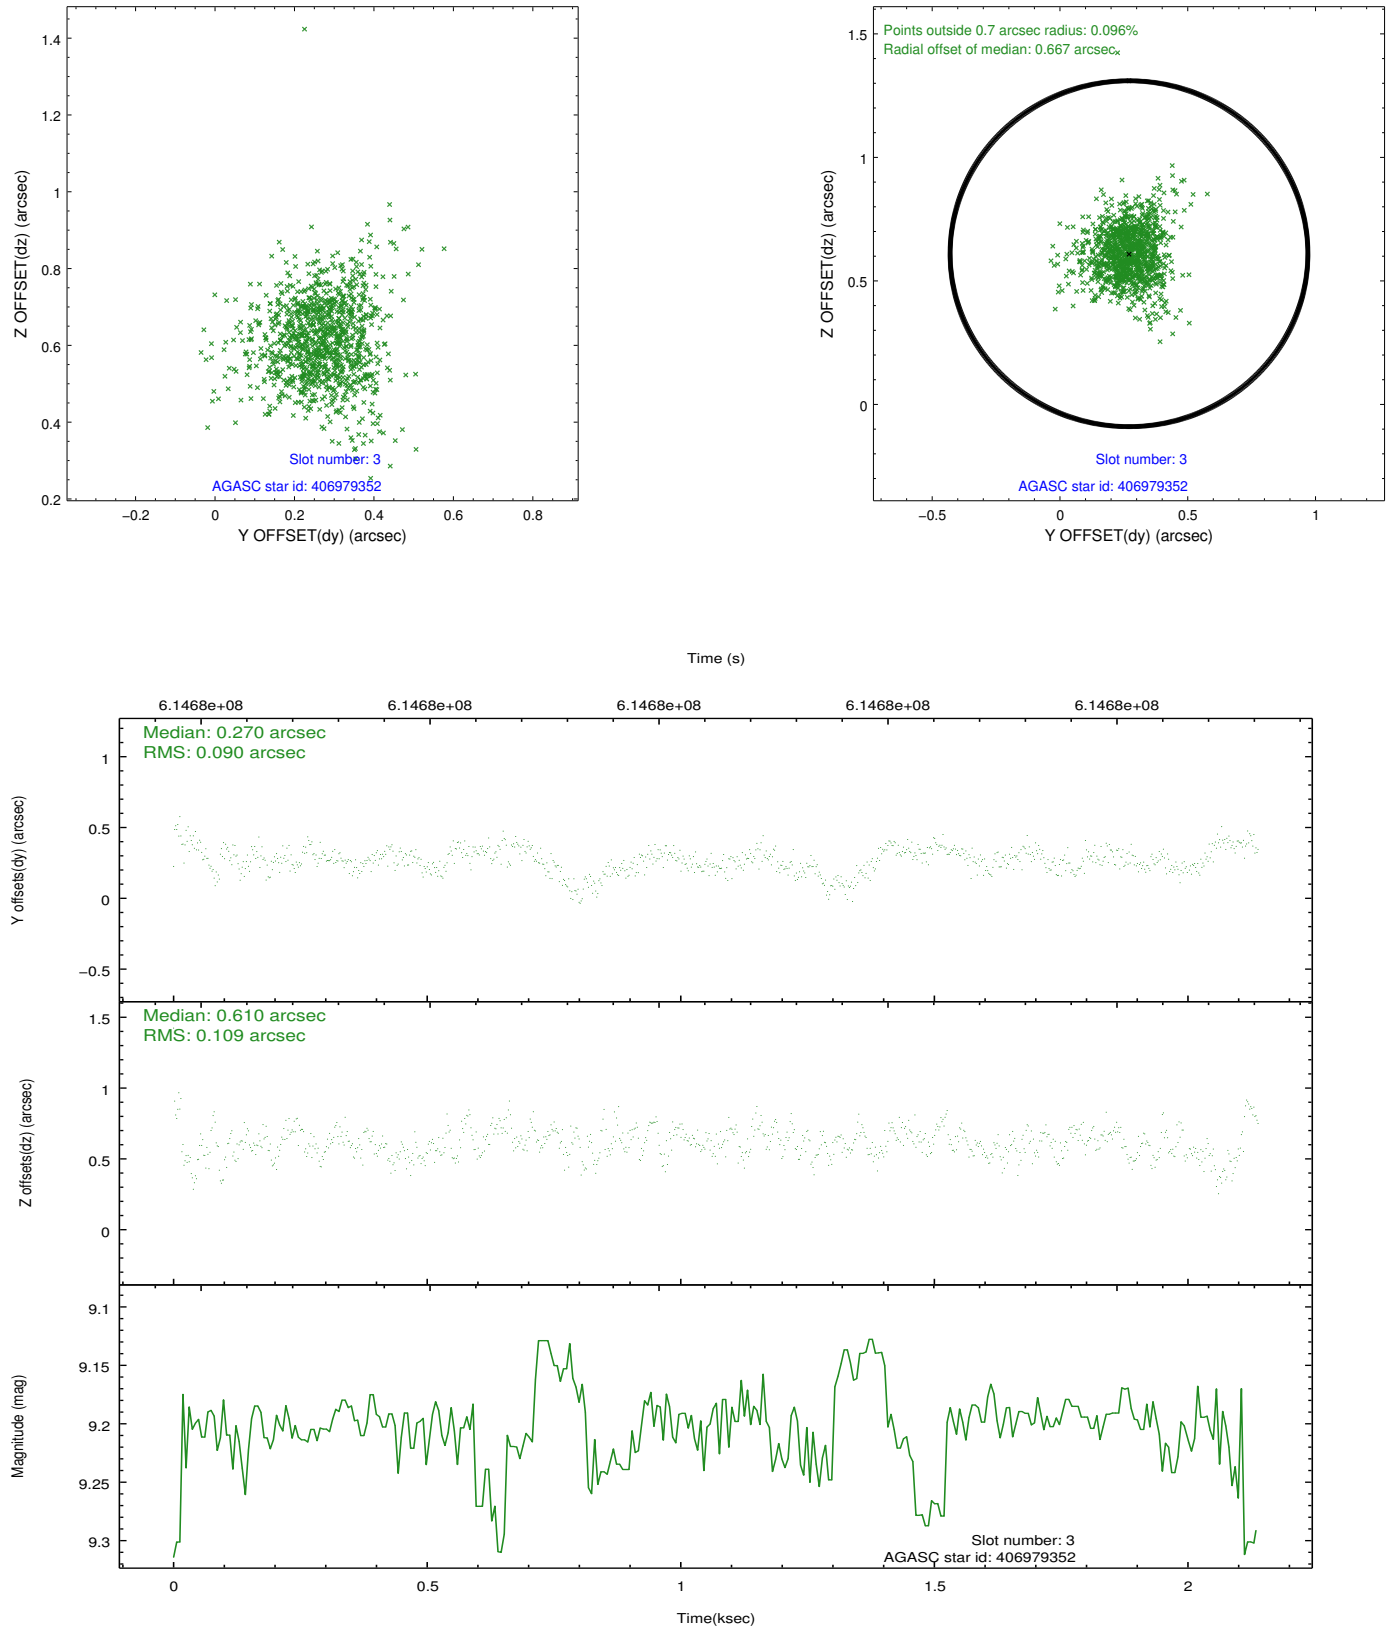 1.4
1.2
1
0.8
0.6
0.4
0.2
Z OFFSET(dz) (arcsec)
Slot number: 3
AGASC star id: 406979352
−0.2 0 0.2 0.4 0.6 0.8
Y OFFSET(dy) (arcsec)
Points outside 0.7 arcsec radius: 0.096%
Radial offset of median: 0.667 arcsec
1.5
1
0.5
0
Z OFFSET(dz) (arcsec)
Slot number: 3
AGASC star id: 406979352
−0.5 0 0.5 1
Y OFFSET(dy) (arcsec)
Time (s)
6.1468e+08 6.1468e+08 6.1468e+08 6.1468e+08 6.1468e+08
Median: 0.270 arcsec
RMS: 0.090 arcsec
1
0.5
0
−0.5
Y offsets(dy) (arcsec)
Median: 0.610 arcsec
RMS: 0.109 arcsec
1.5
1
0.5
0
Z offsets(dz) (arcsec)
9.1
9.15
9.2
9.25
9.3
Magnitude (mag)
Slot number: 3
AGASC star id: 406979352
0 0.5 1 1.5 2
Time(ksec)